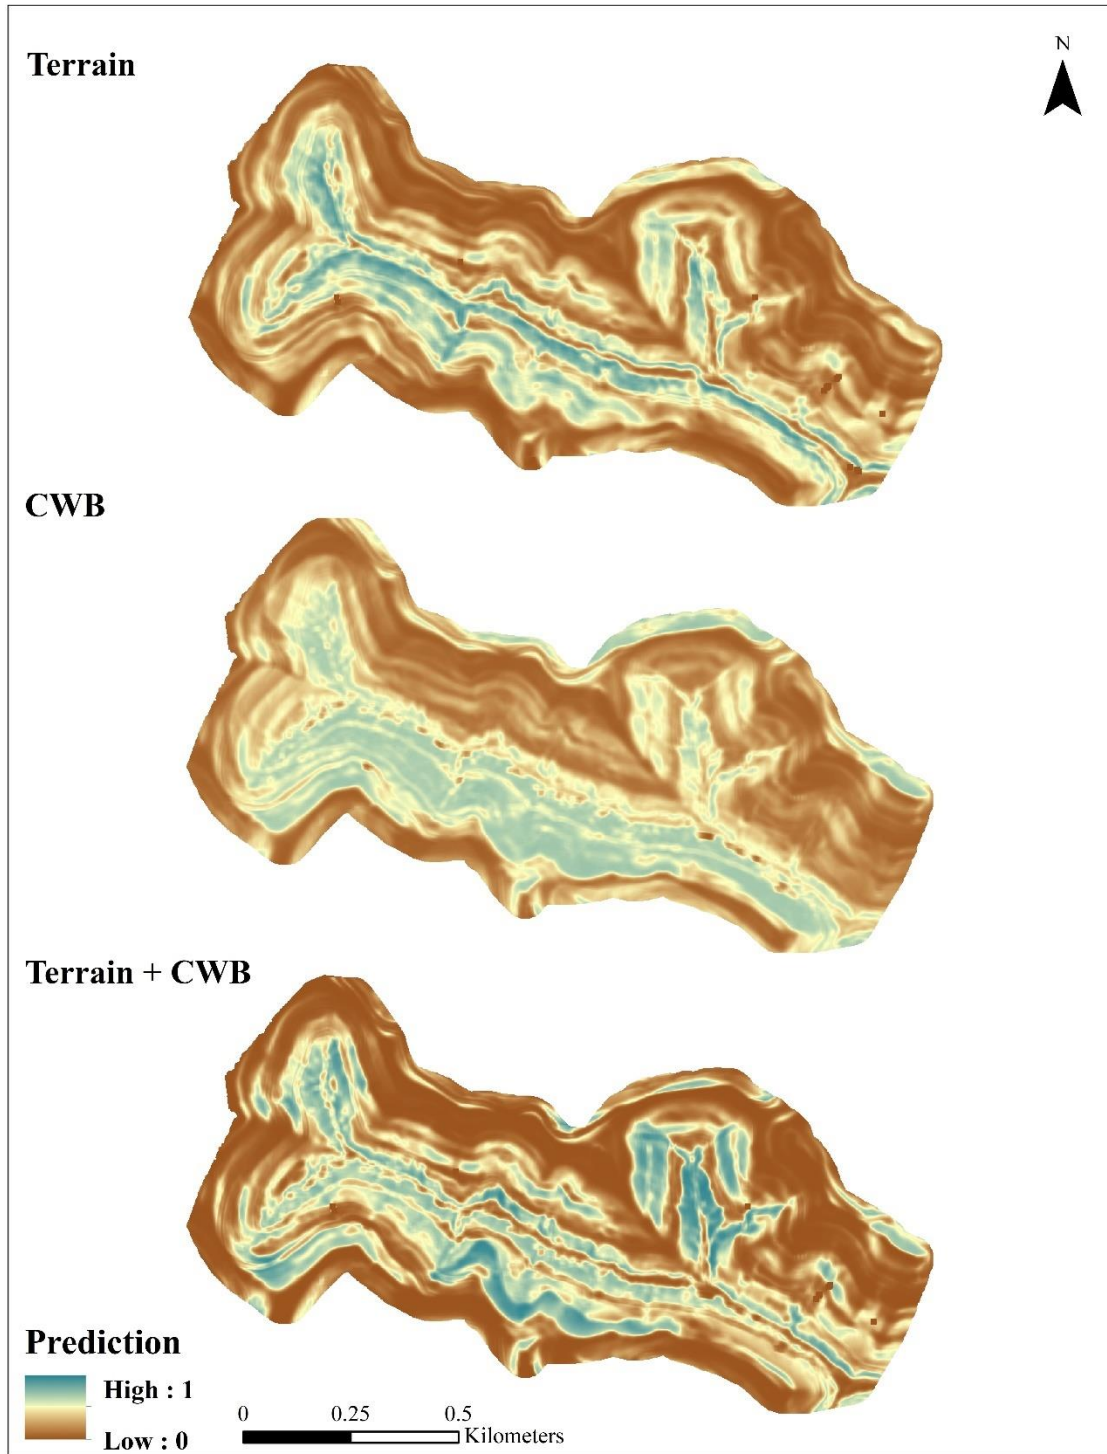 Terrain
N
CWB
Terrain + CWB
Prediction
High : 1
Low : 0
0 0.25 0.5
Kilometers